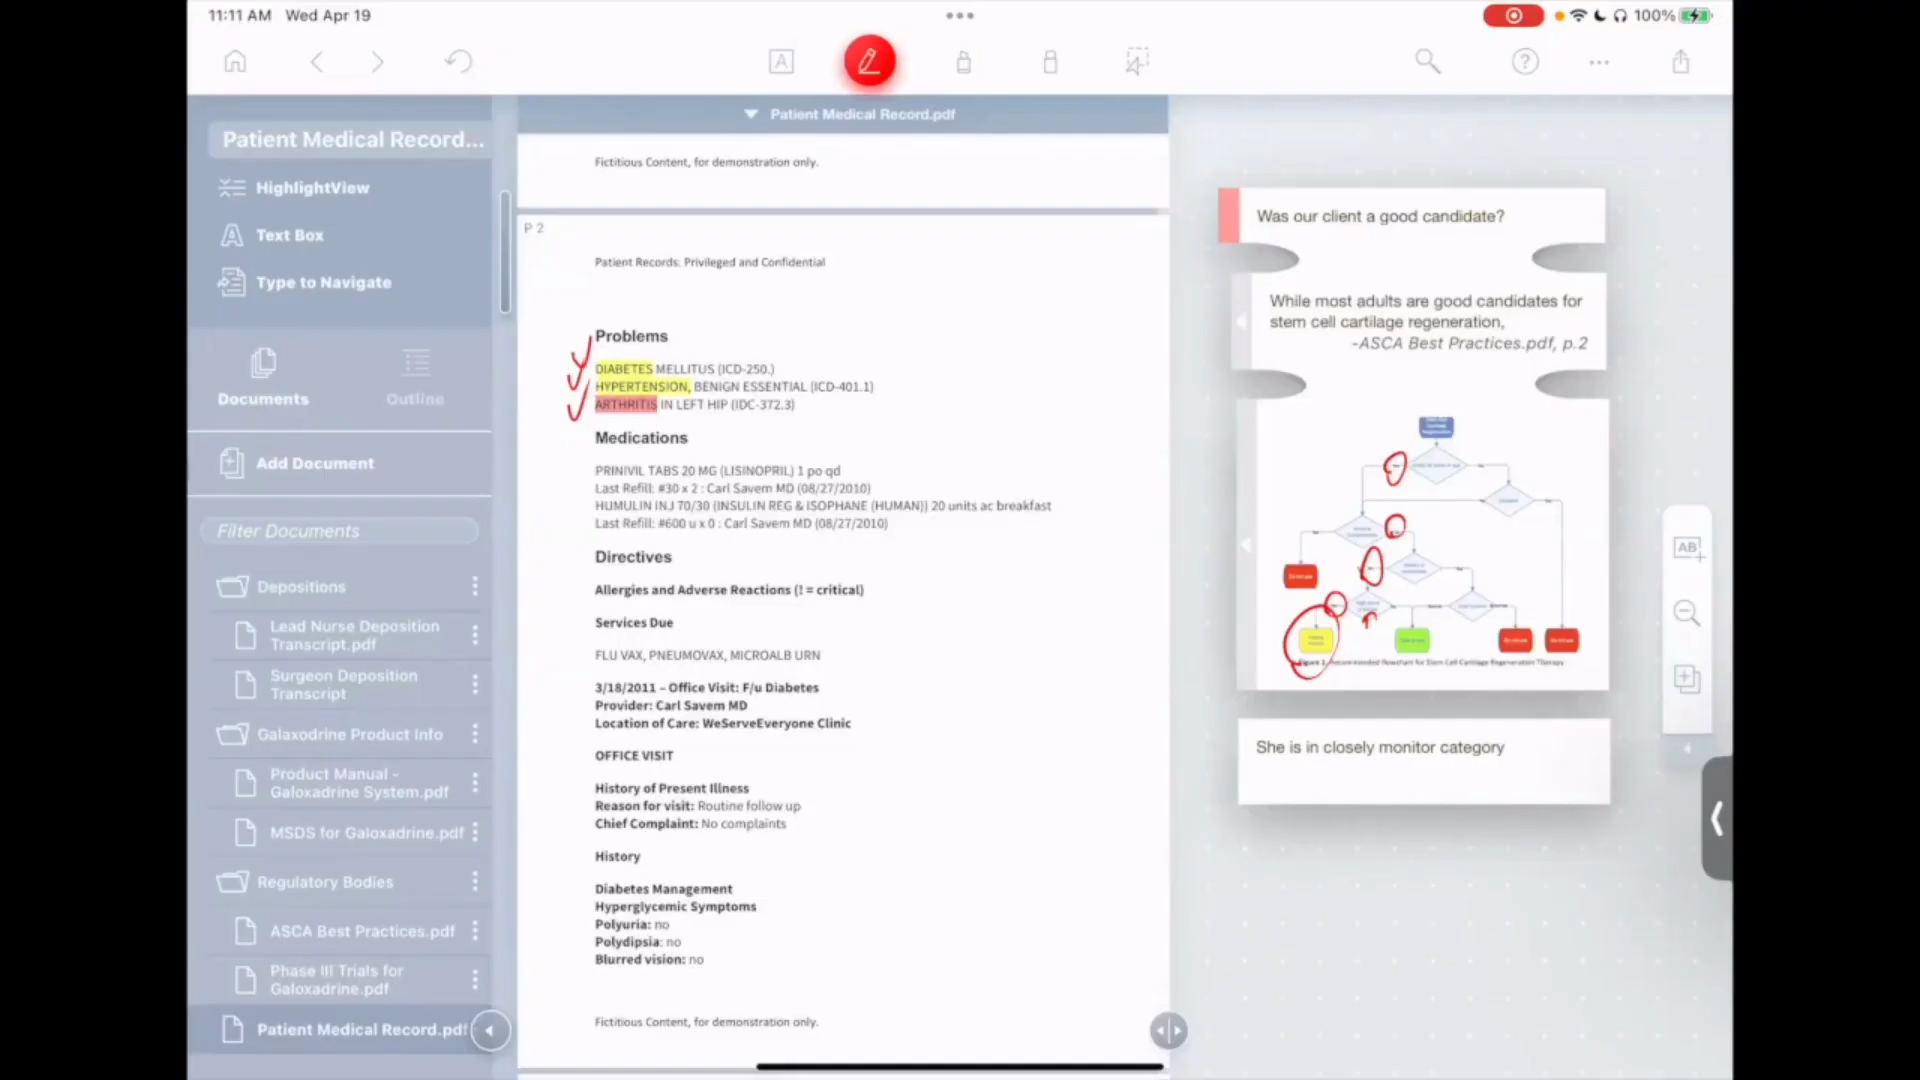 11:11 AM Wed Apr 19
100%
A
Patient Medical Record...
HighlightView
Text Box
Type to Navigate
Documents
Outline
Add Document
Filter Documents
Depositions
Lead Nurse Deposition
Transcript.pdf
Surgeon Deposition
Transcript
Galaxodrine Product Info
Product Manual -
Galoxadrine System.pdf
MSDS for Galoxadrine.pdf
Regulatory Bodies
ASCA Best Practices.pdf
Phase III Trials for
Galoxadrine.pdf
Patient Medical Record.pdf
Patient Medical Record.pdf
Fictitious Content, for demonstration only.
P 2
Patient Records: Privileged and Confidential
Problems
DIABETES MELLITUS (ICD-250.)
HYPERTENSION, BENIGN ESSENTIAL (ICD-401.1)
ARTHRITIS IN LEFT HIP (IDC-372.3)
Medications
PRINIVIL TABS 20 MG (LISINOPRIL) 1 po qd
Last Refill: #30 x 2 : Carl Savem MD (08/27/2010)
HUMULIN INJ 70/30 (INSULIN REG & ISOPHANE (HUMAN)) 20 units ac breakfast
Last Refill: #600 u x 0 : Carl Savem MD (08/27/2010)
Directives
Allergies and Adverse Reactions (! = critical)
Services Due
FLU VAX, PNEUMOVAX, MICROALB URN
3/18/2011 – Office Visit: F/u Diabetes
Provider: Carl Savem MD
Location of Care: WeServeEveryone Clinic
OFFICE VISIT
History of Present Illness
Reason for visit: Routine follow up
Chief Complaint: No complaints
History
Diabetes Management
Hyperglycemic Symptoms
Polyuria: no
Polydipsia: no
Blurred vision: no
Fictitious Content, for demonstration only.
Was our client a good candidate?
While most adults are good candidates for
stem cell cartilage regeneration,
-ASCA Best Practices.pdf, p.2
Figure 1. Recommended flowchart for Stem Cell Cartilage Regeneration Therapy
She is in closely monitor category
AB